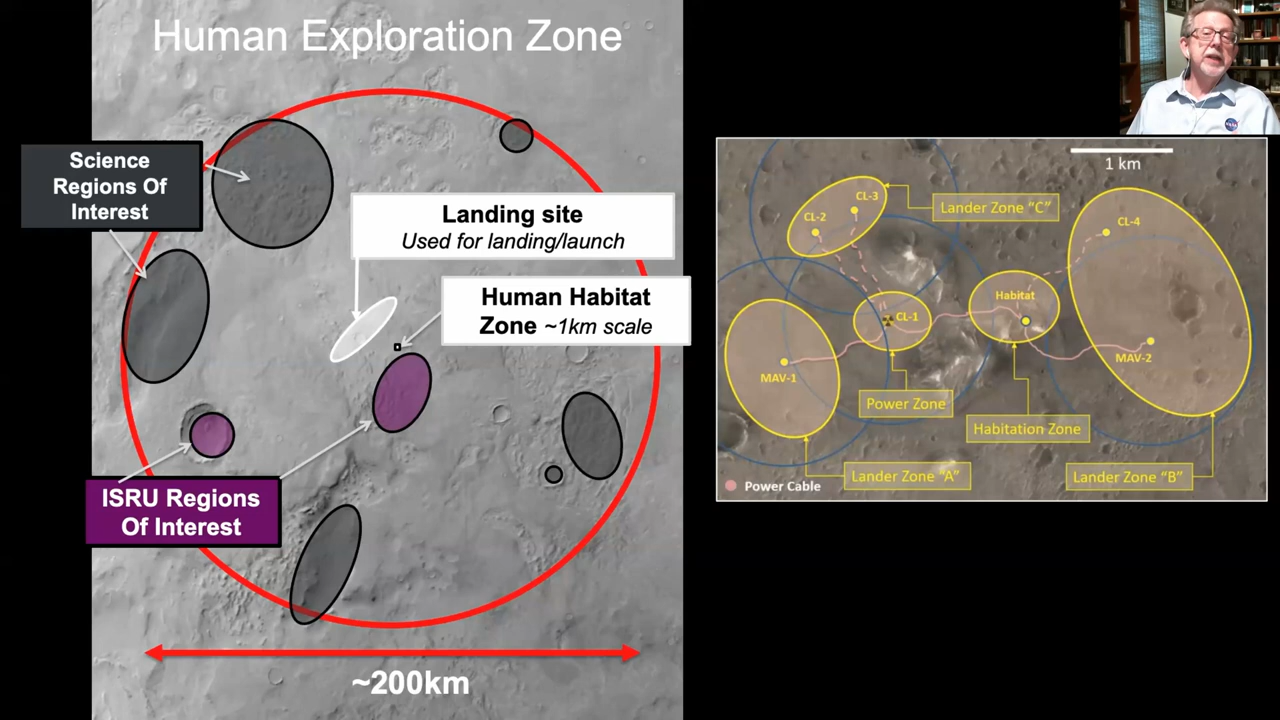 Human Exploration Zone
Science
Regions Of
Interest
Landing site
Used for landing/launch
Human Habitat
Zone ~1km scale
ISRU Regions
Of Interest
~200km
1 km
CL-3
CL-2
Lander Zone "C"
CL-4
Habitat
CL-1
MAV-1
MAV-2
Power Zone
Habitation Zone
Lander Zone "A"
Lander Zone "B"
Power Cable
NASA